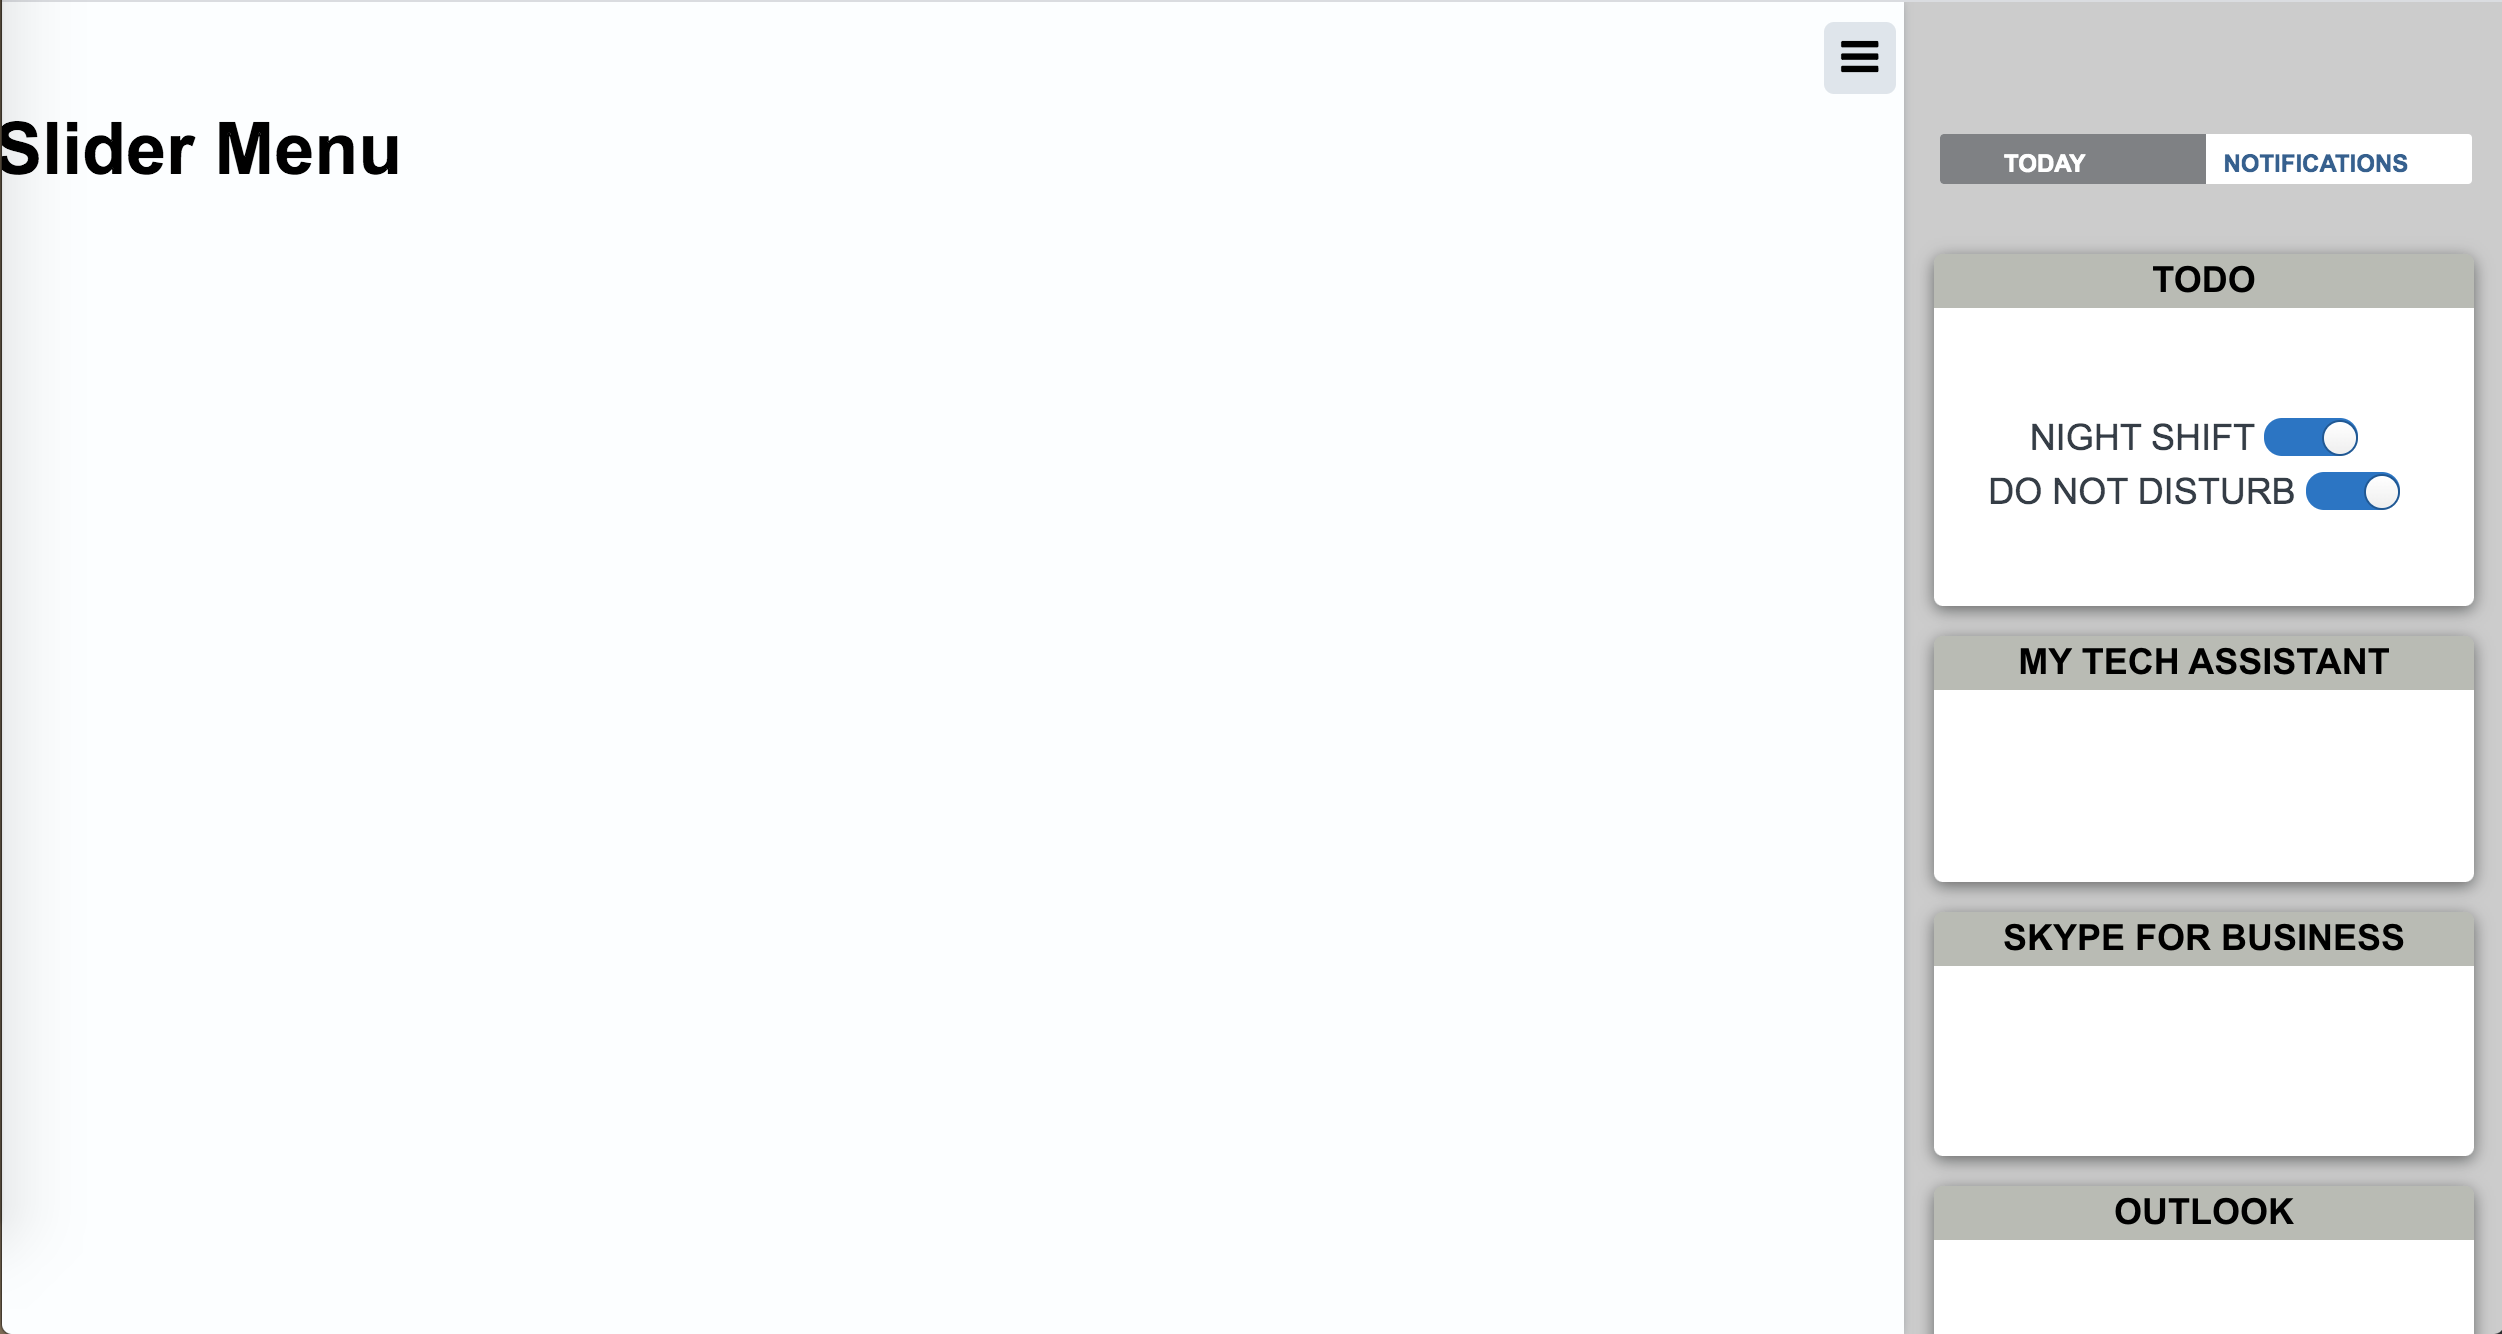 Slider Menu
TODAY NOTIFICATIONS
TODO
NIGHT SHIFT
DO NOT DISTURB
MY TECH ASSISTANT
SKYPE FOR BUSINESS
OUTLOOK